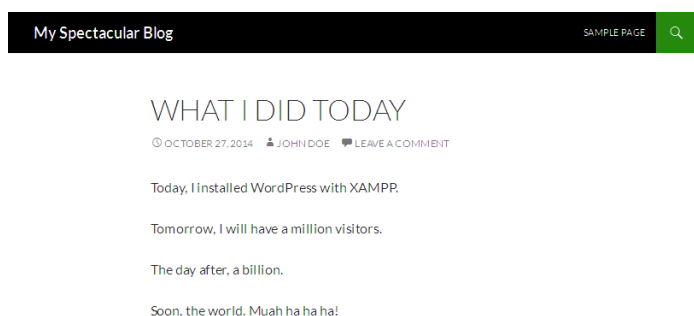 My Spectacular Blog
SAMPLE PAGE
WHAT I DID TODAY
OCTOBER 27, 2014 JOHN DOE LEAVE A COMMENT
Today, I installed WordPress with XAMPP.
Tomorrow, I will have a million visitors.
The day after, a billion.
Soon. the world. Muah ha ha ha!